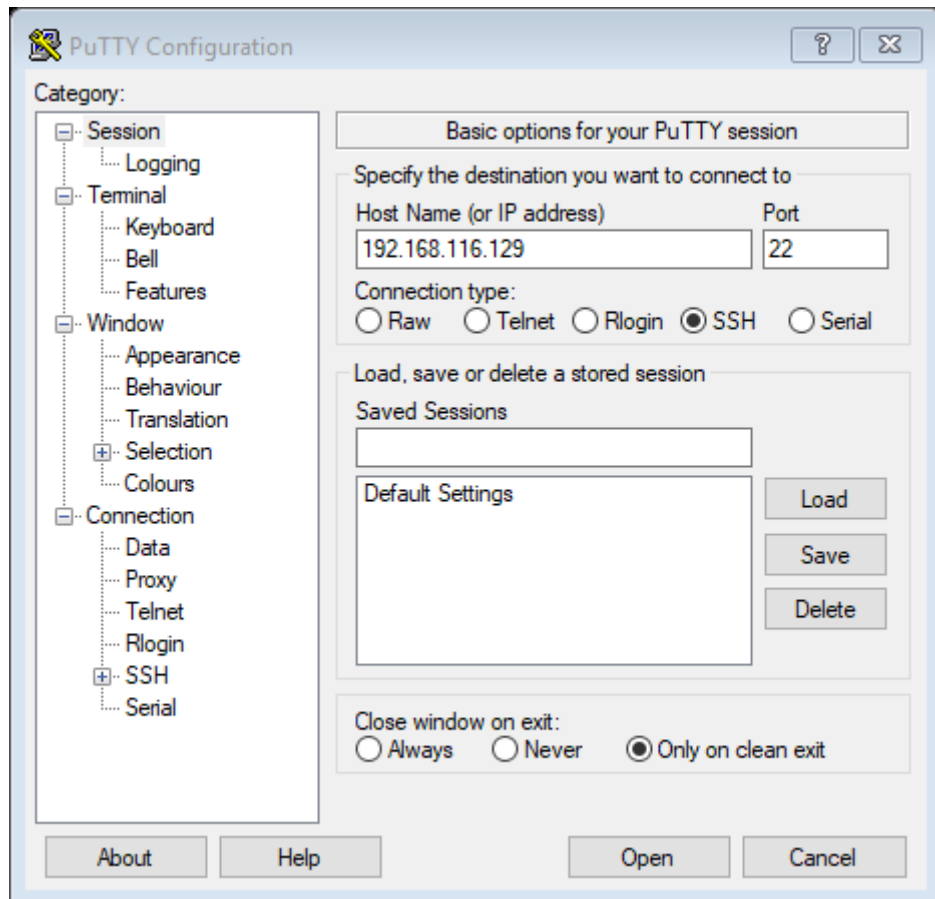 PuTTY Configuration
Category:
Session
Logging
Terminal
Keyboard
Bell
Features
Window
Appearance
Behaviour
Translation
Selection
Colours
Connection
Data
Proxy
Telnet
Rlogin
SSH
Serial
Basic options for your PuTTY session
Specify the destination you want to connect to
Host Name (or IP address) Port
192.168.116.129 22
Connection type:
Raw Telnet Rlogin SSH Serial
Load, save or delete a stored session
Saved Sessions
Default Settings
Load
Save
Delete
Close window on exit:
Always Never Only on clean exit
About Help Open Cancel